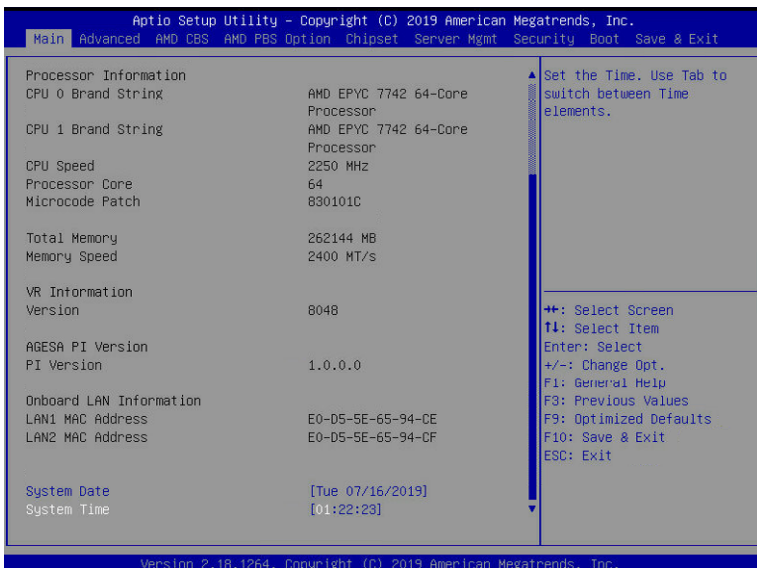 Aptio Setup Utility – Copyright (C) 2019 American Megatrends, Inc.
Main Advanced AMD CBS AMD PBS Option Chipset Server Mgmt Security Boot Save & Exit
Processor Information
CPU 0 Brand String AMD EPYC 7742 64-Core
Processor
CPU 1 Brand String AMD EPYC 7742 64-Core
Processor
CPU Speed 2250 MHz
Processor Core 64
Microcode Patch 830101C
Total Memory 262144 MB
Memory Speed 2400 MT/s
VR Information
Version 8048
AGESA PI Version
PI Version 1.0.0.0
Onboard LAN Information
LAN1 MAC Address E0-D5-5E-65-94-CE
LAN2 MAC Address E0-D5-5E-65-94-CF
System Date [Tue 07/16/2019]
System Time [01:22:23]
Set the Time. Use Tab to
switch between Time
elements.
→←: Select Screen
↑↓: Select Item
Enter: Select
+/-: Change Opt.
F1: General Help
F3: Previous Values
F9: Optimized Defaults
F10: Save & Exit
ESC: Exit
Version 2.18.1264. Copyright (C) 2019 American Megatrends, Inc.